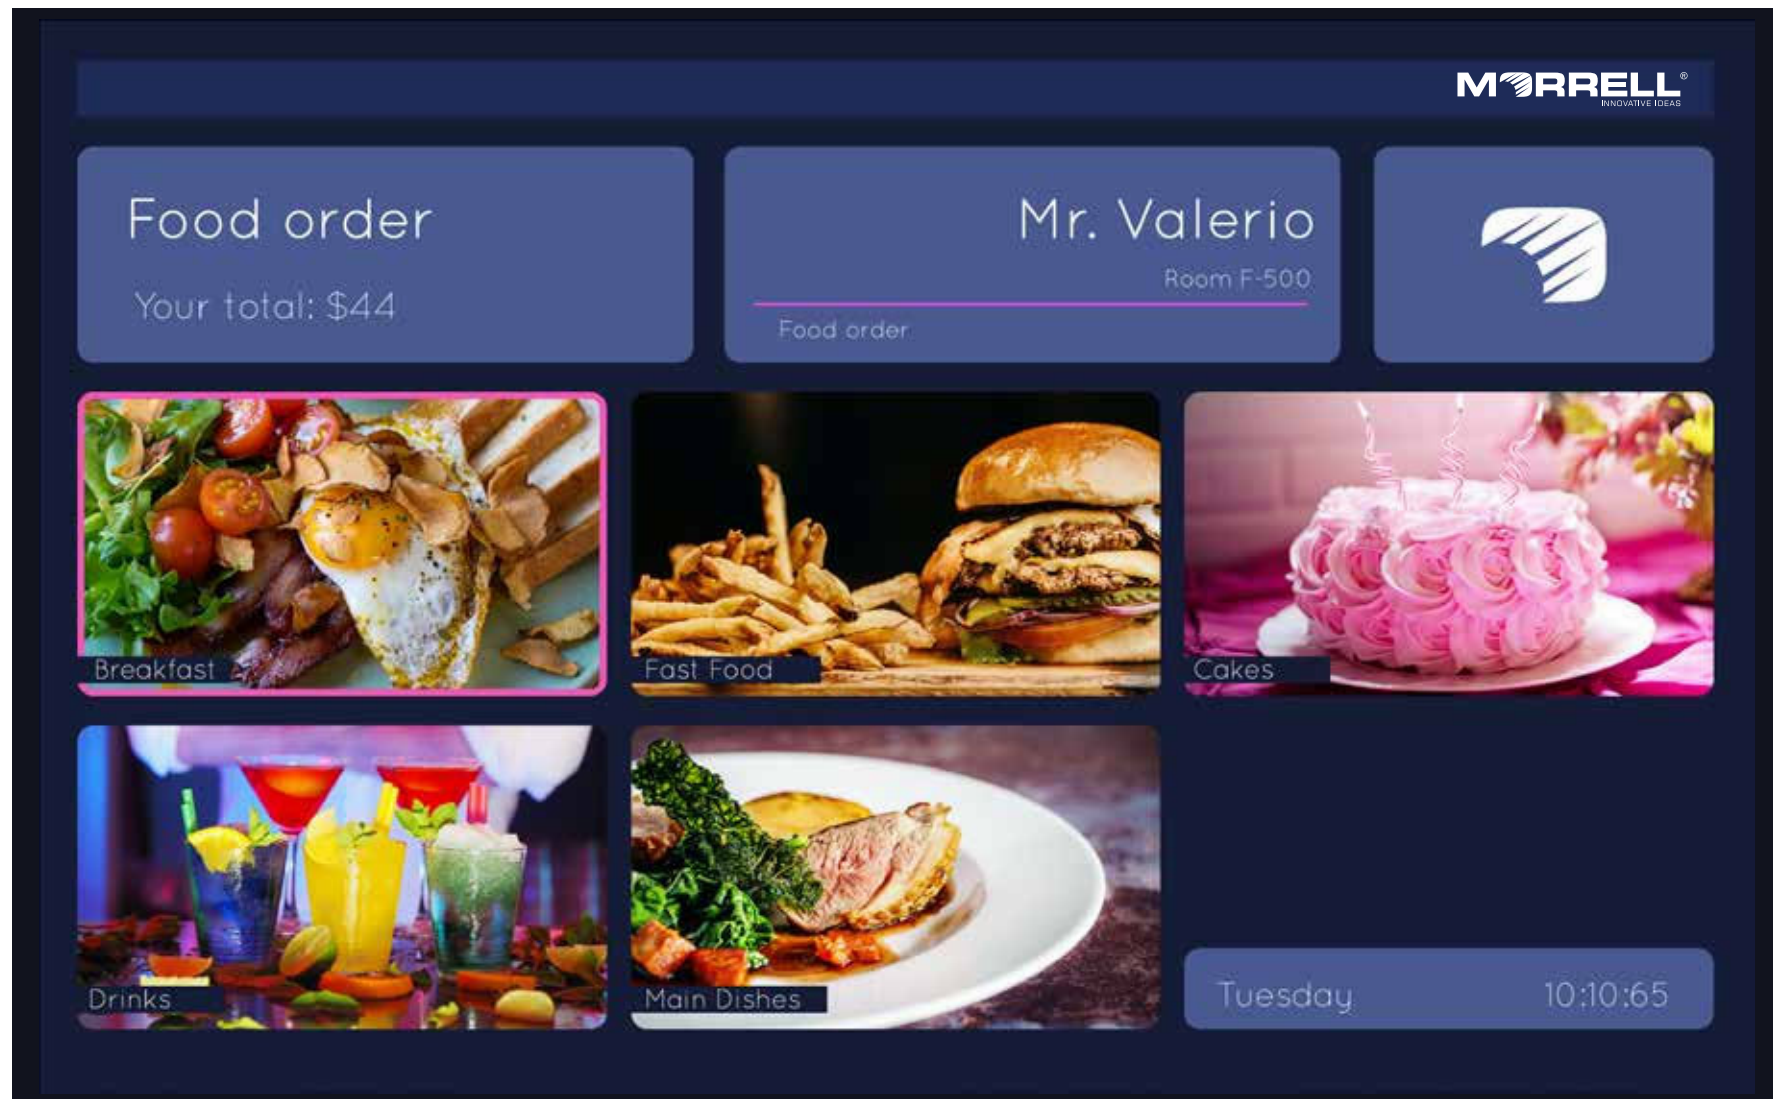 MORRELL®
INNOVATIVE IDEAS
Food order
Your total: $44
Mr. Valerio
Room F-500
Food order
Breakfast
Fast Food
Cakes
Drinks
Main Dishes
Tuesday 10:10:65